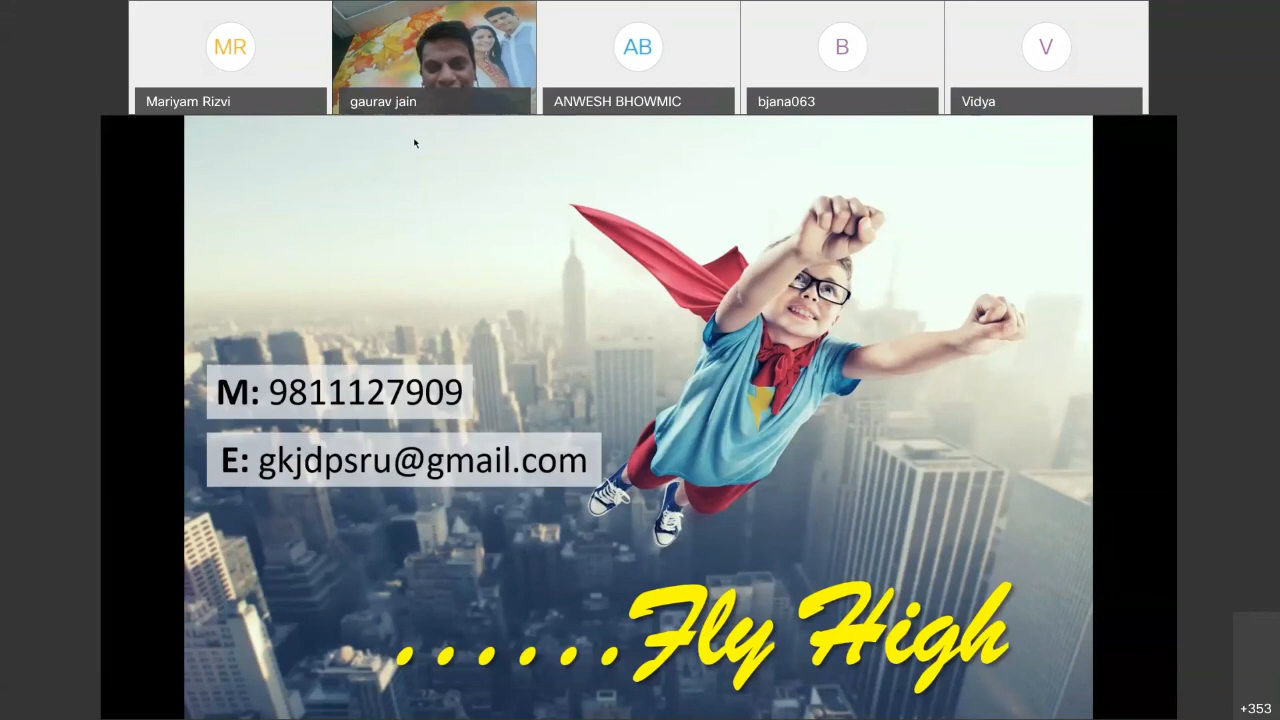 MR
AB
B
V
Mariyam Rizvi
gaurav jain
ANWESH BHOWMIC
bjana063
Vidya
M: 9811127909
E: gkjdpsru@gmail.com
......Fly High
+353